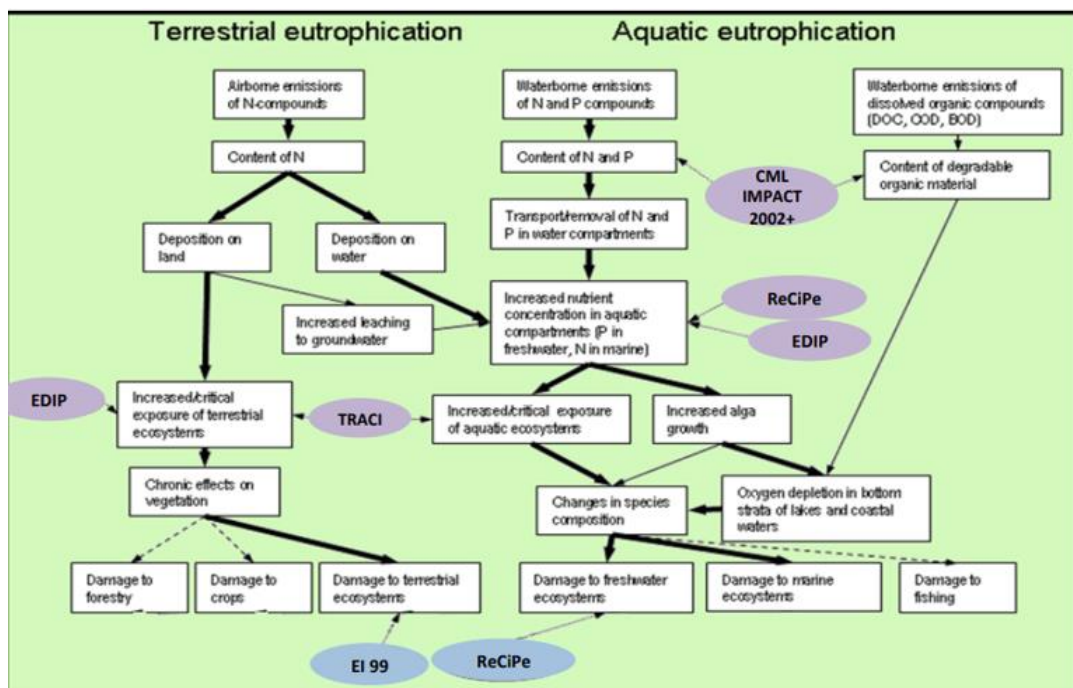 Terrestrial eutrophication
Aquatic eutrophication
Airborne emissions
of N-compounds
Waterborne emissions
of N and P compounds
Waterborne emissions of
dissolved organic compounds
(DOC, COD, BOD)
Content of N
Content of N and P
CML
IMPACT
2002+
Content of degradable
organic material
Deposition on
land
Deposition on
water
Transport/removal of N and
P in water compartments
Increased leaching
to groundwater
Increased nutrient
concentration in aquatic
compartments (P in
freshwater, N in marine)
ReCiPe
EDIP
EDIP
Increased/critical
exposure of terrestrial
ecosystems
TRACI
Increased/critical exposure
of aquatic ecosystems
Increased alga
growth
Chronic effects on
vegetation
Changes in species
composition
Oxygen depletion in bottom
strata of lakes and coastal
waters
Damage to
forestry
Damage to
crops
Damage to terrestrial
ecosystems
Damage to freshwater
ecosystems
Damage to marine
ecosystems
Damage to
fishing
EI 99
ReCiPe